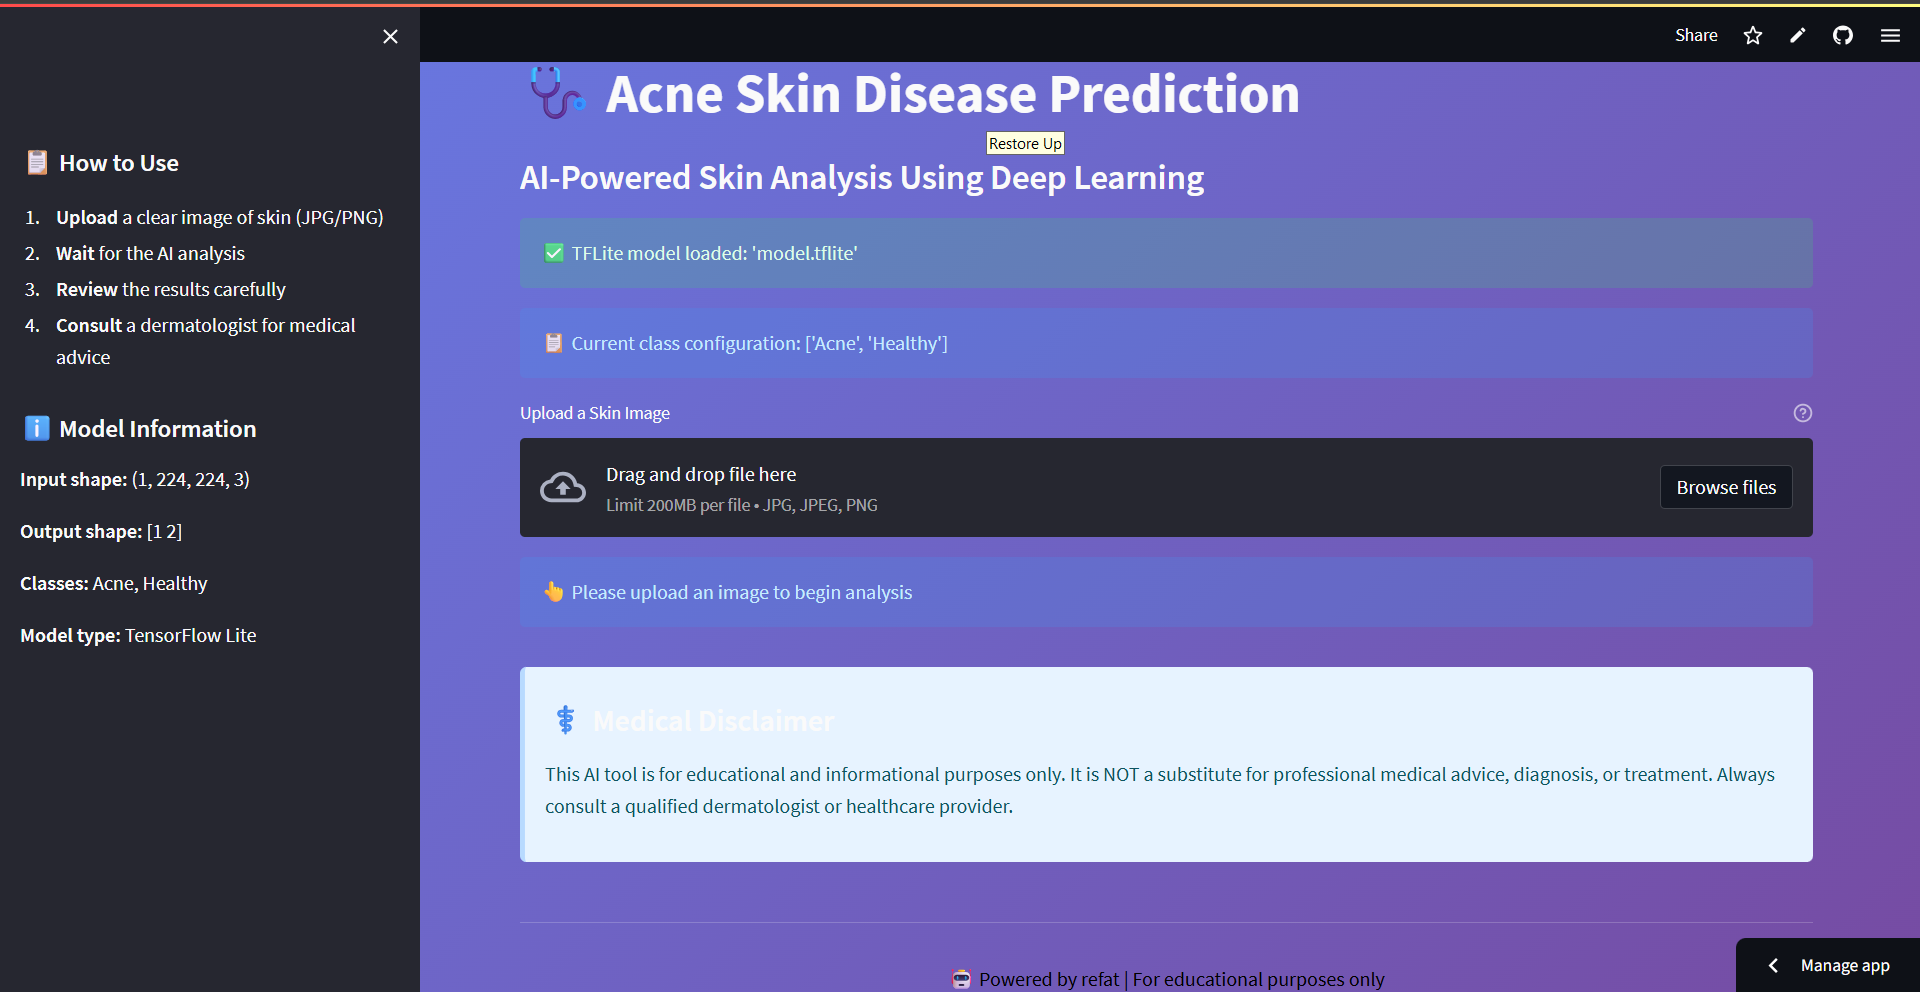 Share
How to Use
1. Upload a clear image of skin (JPG/PNG)
2. Wait for the AI analysis
3. Review the results carefully
4. Consult a dermatologist for medical
advice
Model Information
Input shape: (1, 224, 224, 3)
Output shape: [1 2]
Classes: Acne, Healthy
Model type: TensorFlow Lite
Acne Skin Disease Prediction
Restore Up
AI-Powered Skin Analysis Using Deep Learning
TFLite model loaded: 'model.tflite'
Current class configuration: ['Acne', 'Healthy']
Upload a Skin Image
Drag and drop file here
Limit 200MB per file • JPG, JPEG, PNG
Browse files
Please upload an image to begin analysis
Medical Disclaimer
This AI tool is for educational and informational purposes only. It is NOT a substitute for professional medical advice, diagnosis, or treatment. Always
consult a qualified dermatologist or healthcare provider.
Powered by refat | For educational purposes only
Manage app